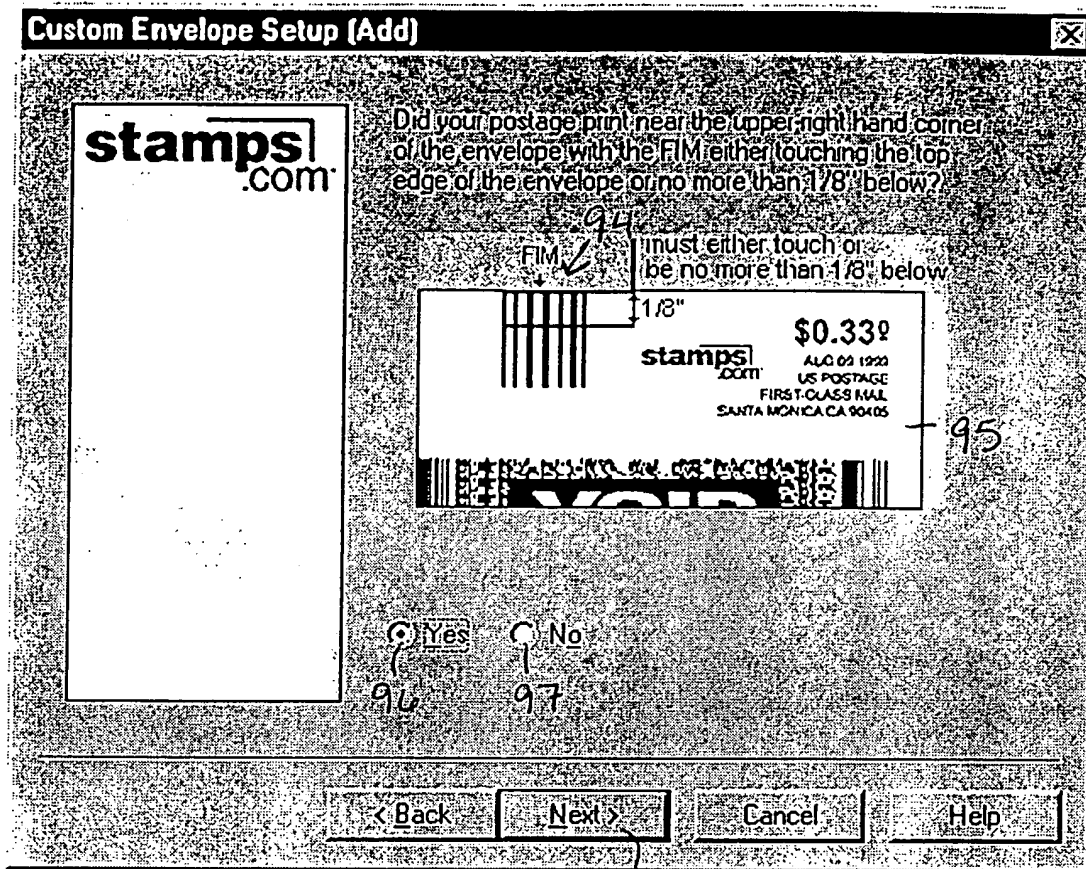 Custom Envelope Setup (Add)
stamps
.com
Did your postage print near the upper-right hand corner
of the envelope with the FIM either touching the top
edge of the envelope or no more than 1/8" below?
94
FIM
must either touch or
be no more than 1/8" below
1/8"
$0.33
stamps
.com
US POSTAGE
FIRST-CLASS MAIL
SANTA MONICA CA 90405
95
VOID
Yes No
96 97
< Back Next > Cancel Help